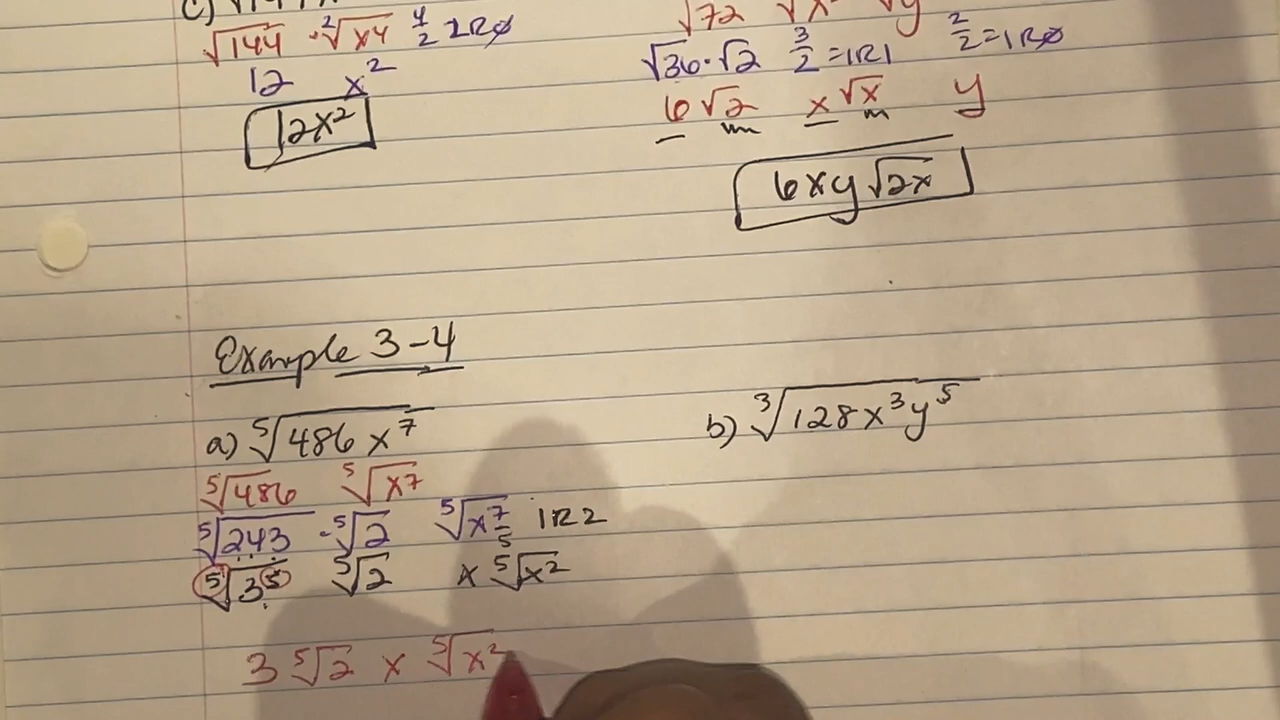 c)
√144 · ²√x4 4/2 2R0
12 x²
12x²
√72 √x √y
√36 · √2 3/2 = 1R1 2/2 = 1R0
6 √2 x √x y
6xy√2x
Example 3-4
a) ⁵√486x⁷
⁵√486 ⁵√x7
⁵√243 · ⁵√2 ⁵√x7/5 1R2
⁵√3⁵ ⁵√2 x ⁵√x²
3 ⁵√2 x ⁵√x²
b) ³√128x³y⁵